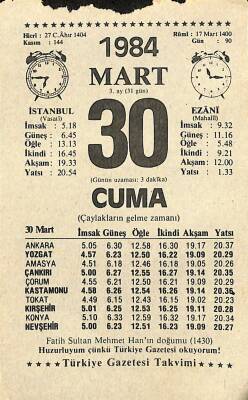 Hicrî : 27 C.Âhır 1404
Kasım : 144
Rûmî : 17 Mart 1400
Gün : 90
1984
MART
3. ay (31 gün)
30
İSTANBUL
(Vasatî)
İmsak : 5.18
Güneş : 6.45
Öğle : 13.13
İkindi : 16.45
Akşam : 19.33
Yatsı : 20.54
EZÂNÎ
(Mahallî)
İmsak : 9.32
Güneş : 11.16
Öğle : 5.48
İkindi : 9.21
Akşam : 12.00
Yatsı : 1.33
(Günün uzaması: 3 dakika)
CUMA
(Çaylakların gelme zamanı)
30 Mart İmsak Güneş Öğle İkindi Akşam Yatsı
ANKARA 5.05 6.30 12.58 16.30 19.17 20.37
YOZGAT 4.57 6.23 12.50 16.22 19.09 20.29
AMASYA 4.51 6.18 12.46 16.18 19.05 20.26
ÇANKIRI 5.00 6.27 12.55 16.27 19.14 20.35
ÇORUM 4.55 6.21 12.50 16.21 19.09 20.29
KASTAMONU 4.58 6.26 12.54 16.26 19.14 20.36
TOKAT 4.49 6.15 12.43 16.15 19.02 20.23
KIRŞEHİR 5.01 6.25 12.53 16.25 19.11 20.28
KONYA 5.10 6.33 12.59 16.32 19.17 20.34
NEVŞEHİR 5.00 6.23 12.51 16.23 19.09 20.27
Fatih Sultan Mehmet Han'ın doğumu (1430)
Huzurluyum çünkü Türkiye Gazetesi okuyorum!
★★★★ Türkiye Gazetesi Takvimi ★★★★